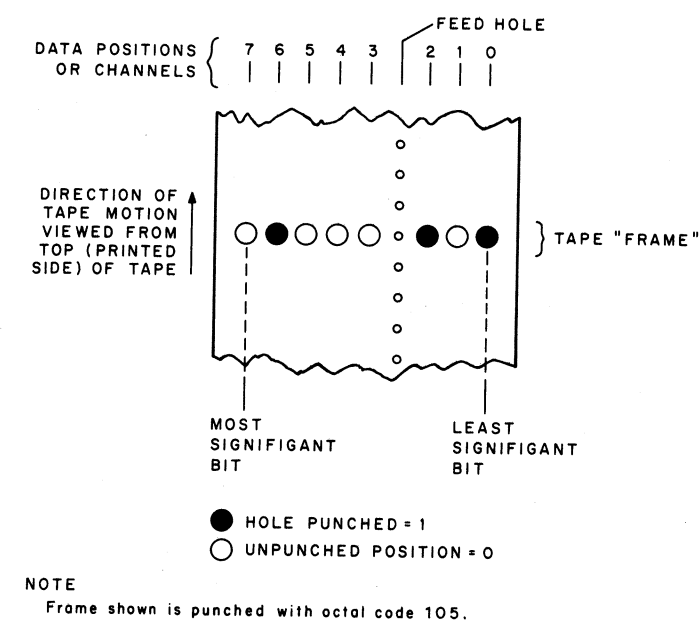 FEED HOLE
DATA POSITIONS
OR CHANNELS
7 6 5 4 3 2 1 0
DIRECTION OF
TAPE MOTION
VIEWED FROM
TOP (PRINTED
SIDE) OF TAPE
TAPE "FRAME"
MOST
SIGNIFIGANT
BIT
LEAST
SIGNIFIGANT
BIT
HOLE PUNCHED = 1
UNPUNCHED POSITION = 0
NOTE
Frame shown is punched with octal code 105.